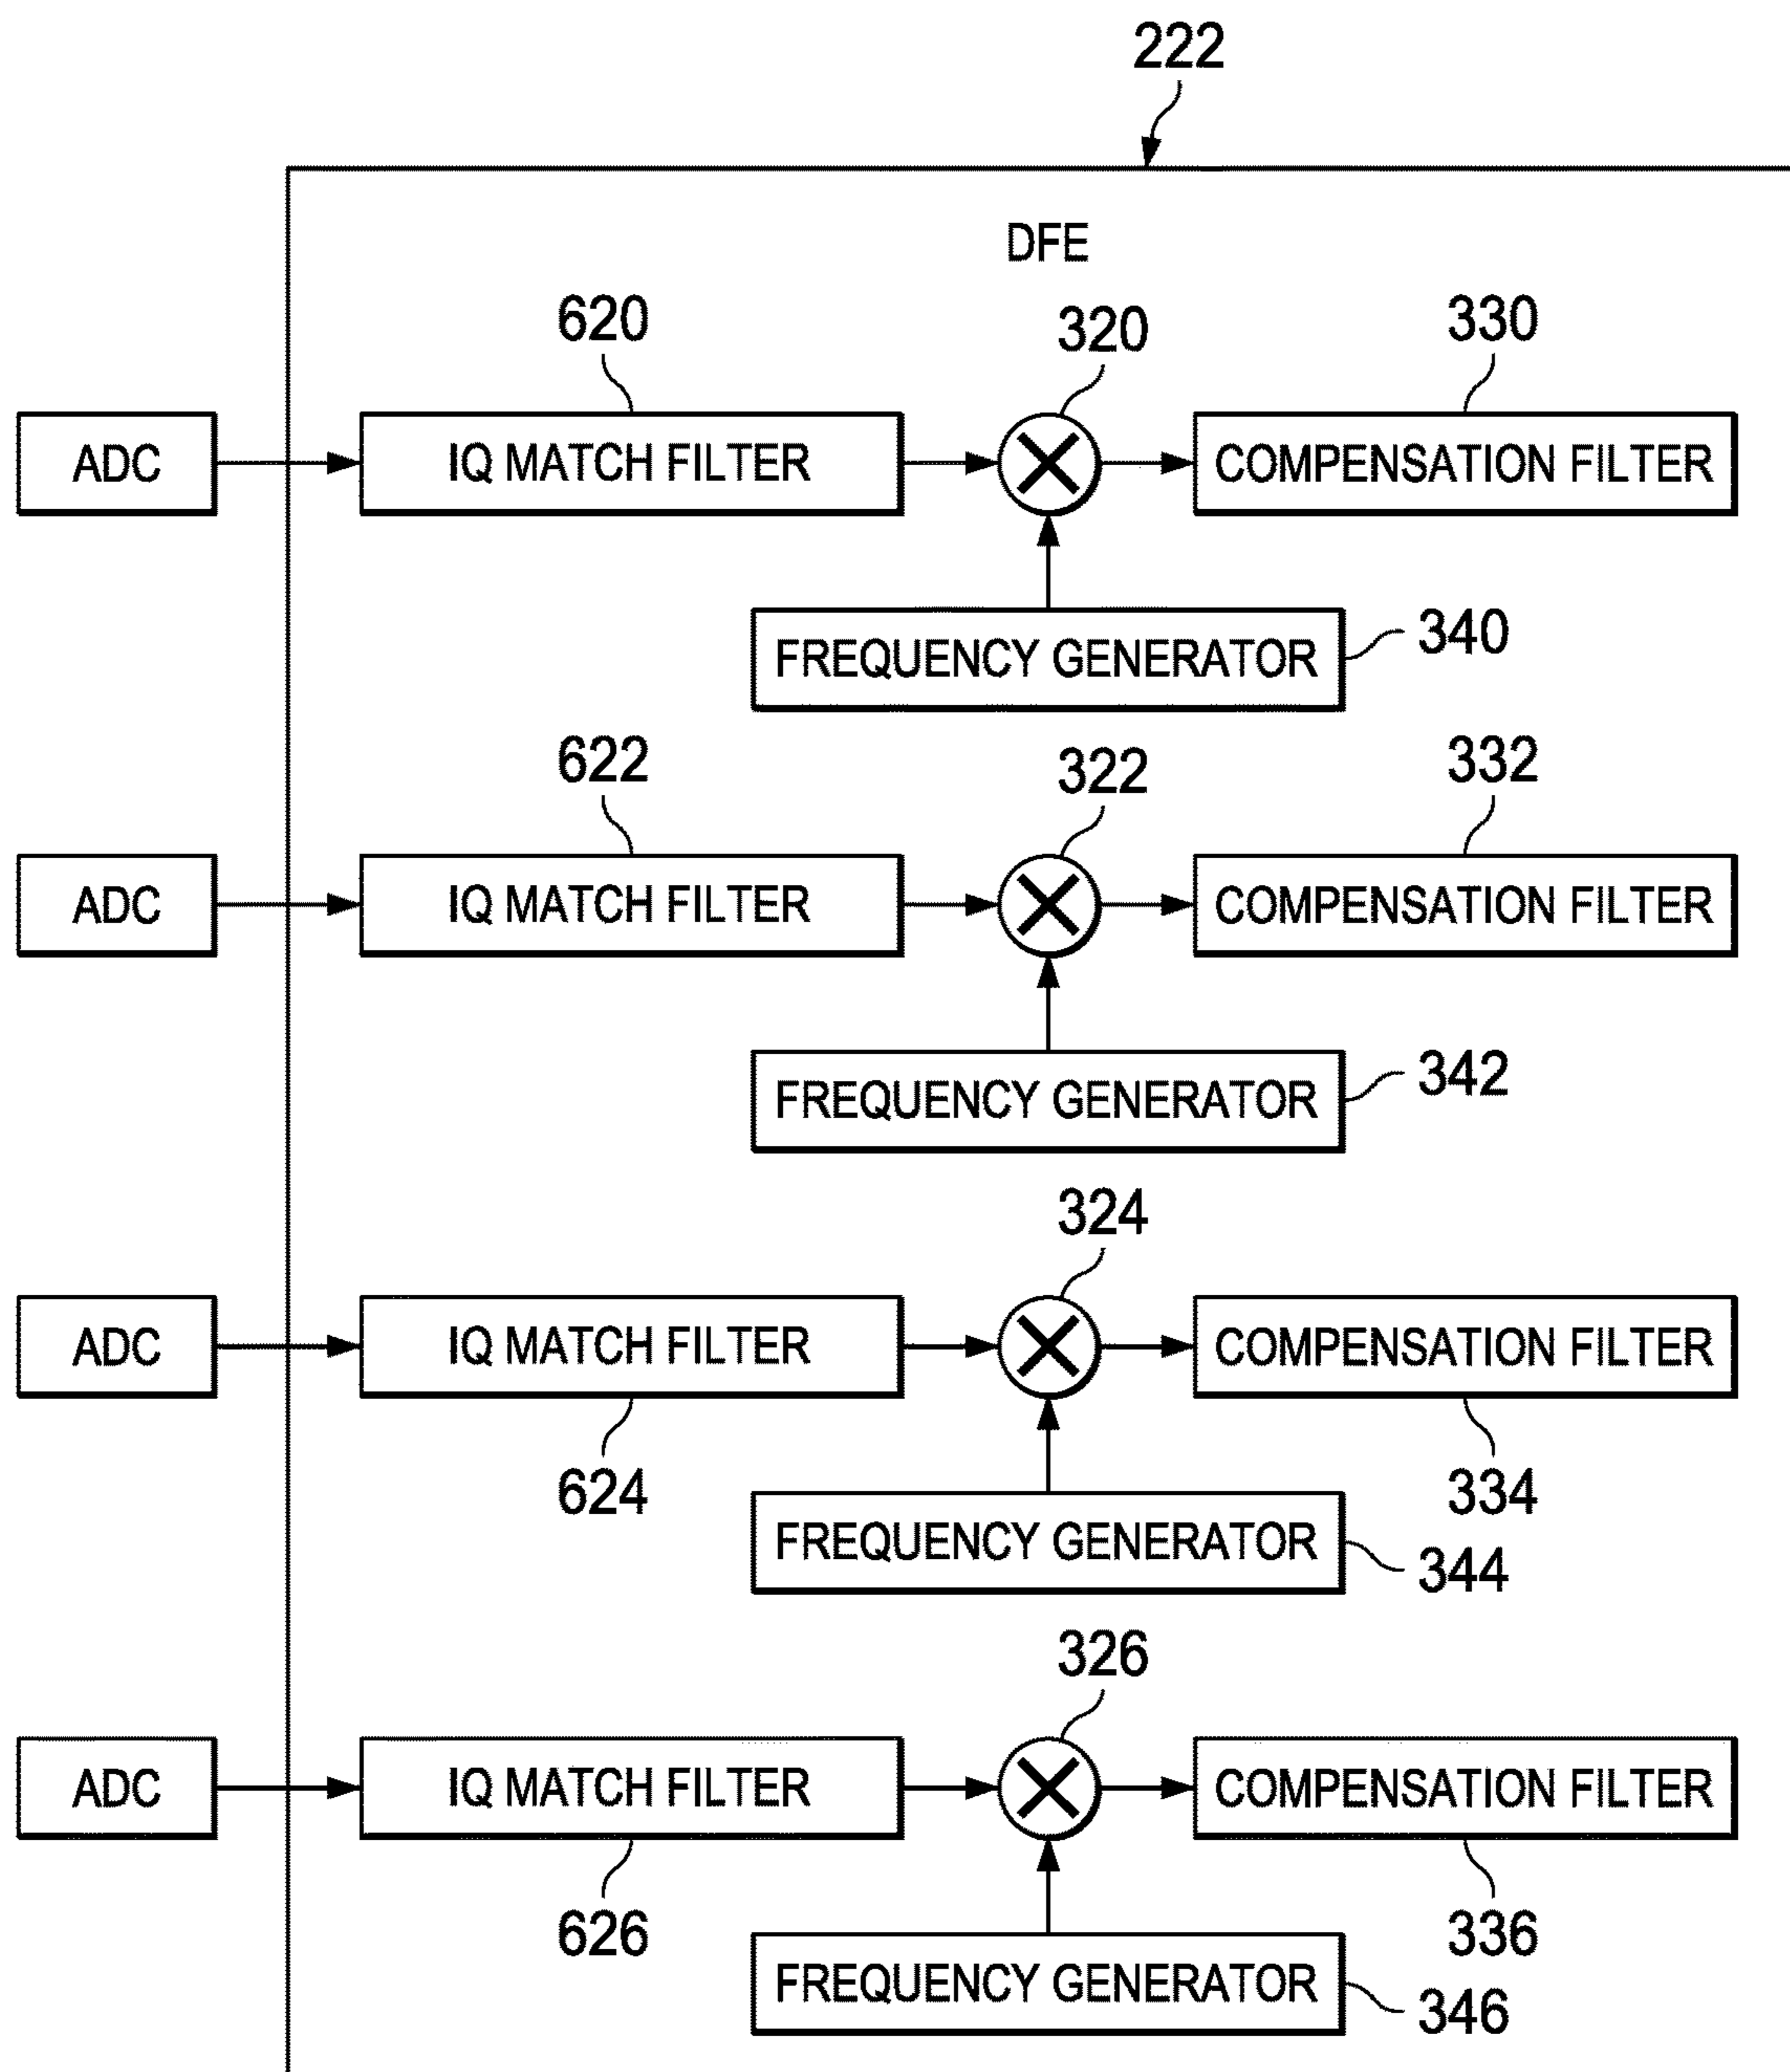 222
DFE
620
320
330
ADC
IQ MATCH FILTER
COMPENSATION FILTER
FREQUENCY GENERATOR
340
622
322
332
ADC
IQ MATCH FILTER
COMPENSATION FILTER
FREQUENCY GENERATOR
342
324
ADC
IQ MATCH FILTER
COMPENSATION FILTER
624
334
FREQUENCY GENERATOR
344
326
ADC
IQ MATCH FILTER
COMPENSATION FILTER
626
336
FREQUENCY GENERATOR
346